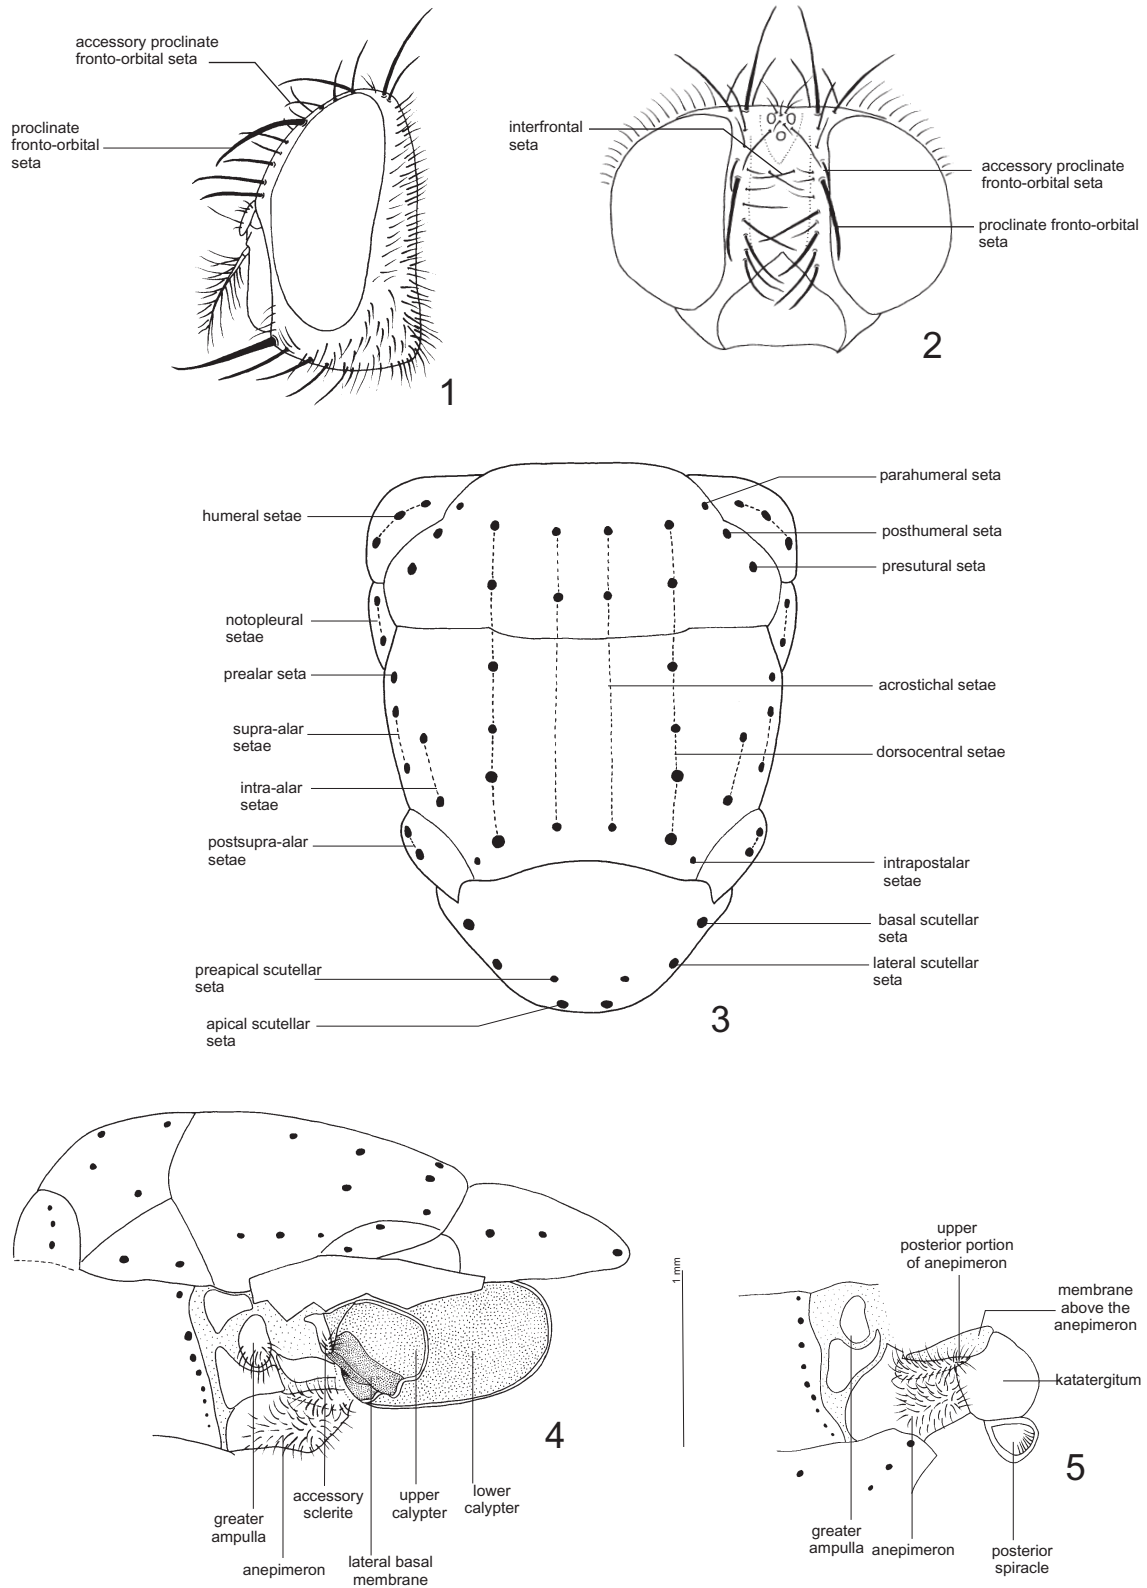 accessory proclinate
fronto-orbital seta
proclinate
fronto-orbital
seta
1
interfrontal
seta
accessory proclinate
fronto-orbital seta
proclinate fronto-orbital
seta
2
humeral setae
notopleural
setae
prealar seta
supra-alar
setae
intra-alar
setae
postsupra-alar
setae
preapical scutellar
seta
apical scutellar
seta
parahumeral seta
posthumeral seta
presutural seta
acrostichal setae
dorsocentral setae
intrapostalar
setae
basal scutellar
seta
lateral scutellar
seta
3
greater
ampulla
anepimeron
accessory
sclerite
lateral basal
membrane
upper
calypter
lower
calypter
4
1 mm
upper
posterior portion
of anepimeron
membrane
above the
anepimeron
katatergitum
greater
ampulla
anepimeron
posterior
spiracle
5